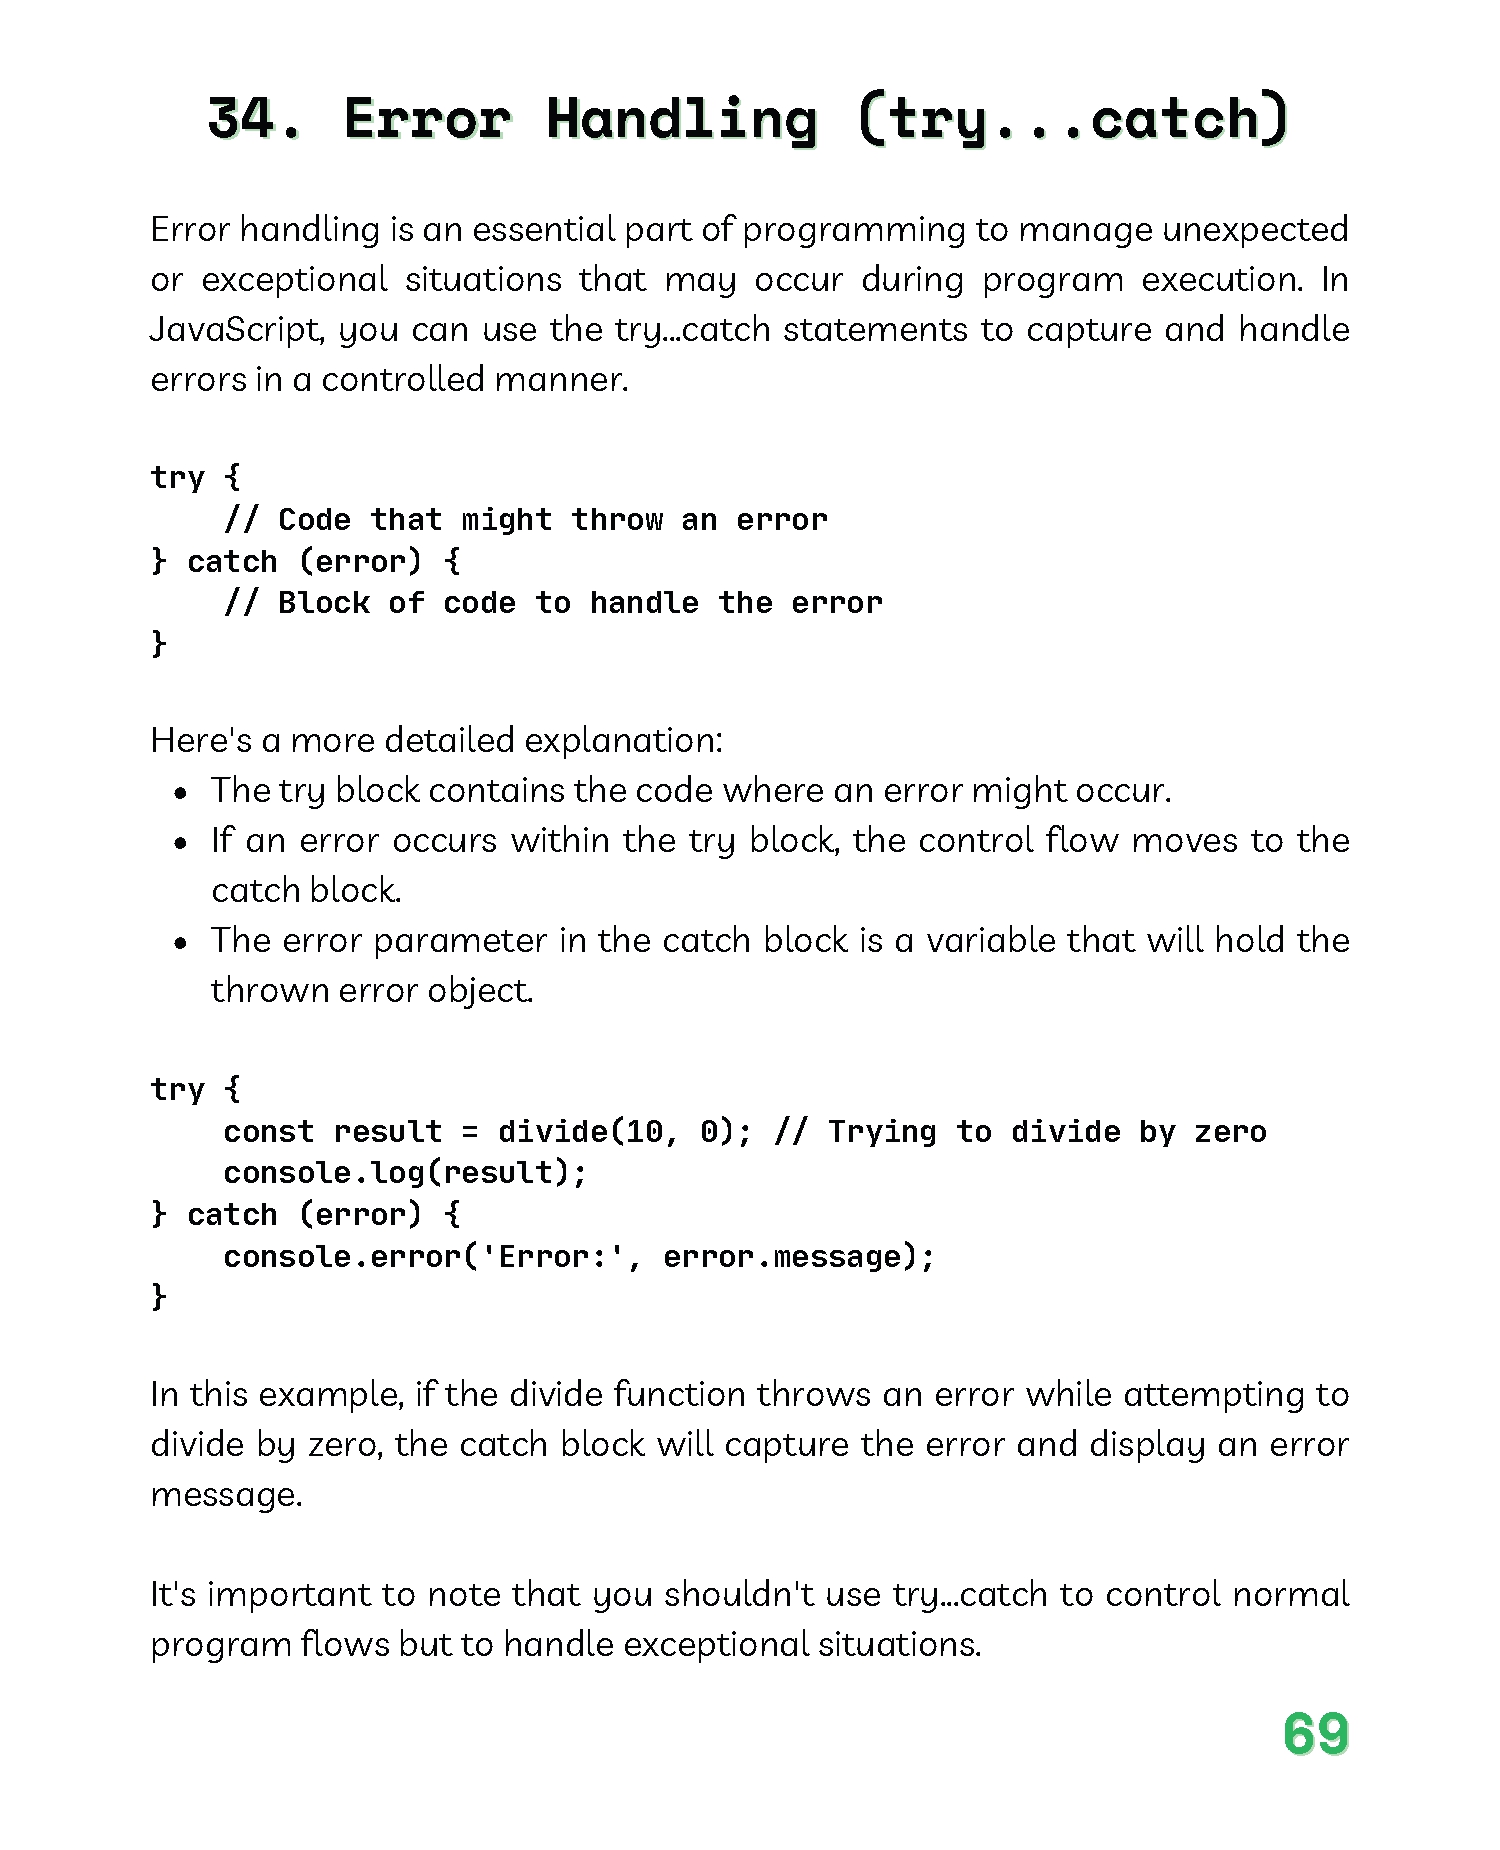 34. Error Handling (try...catch)
Error handling is an essential part of programming to manage unexpected
or exceptional situations that may occur during program execution. In
JavaScript, you can use the try...catch statements to capture and handle
errors in a controlled manner.
try {
    // Code that might throw an error
} catch (error) {
    // Block of code to handle the error
}
Here's a more detailed explanation:
• The try block contains the code where an error might occur.
• If an error occurs within the try block, the control flow moves to the
catch block.
• The error parameter in the catch block is a variable that will hold the
thrown error object.
try {
    const result = divide(10, 0); // Trying to divide by zero
    console.log(result);
} catch (error) {
    console.error('Error:', error.message);
}
In this example, if the divide function throws an error while attempting to
divide by zero, the catch block will capture the error and display an error
message.
It's important to note that you shouldn't use try...catch to control normal
program flows but to handle exceptional situations.
69